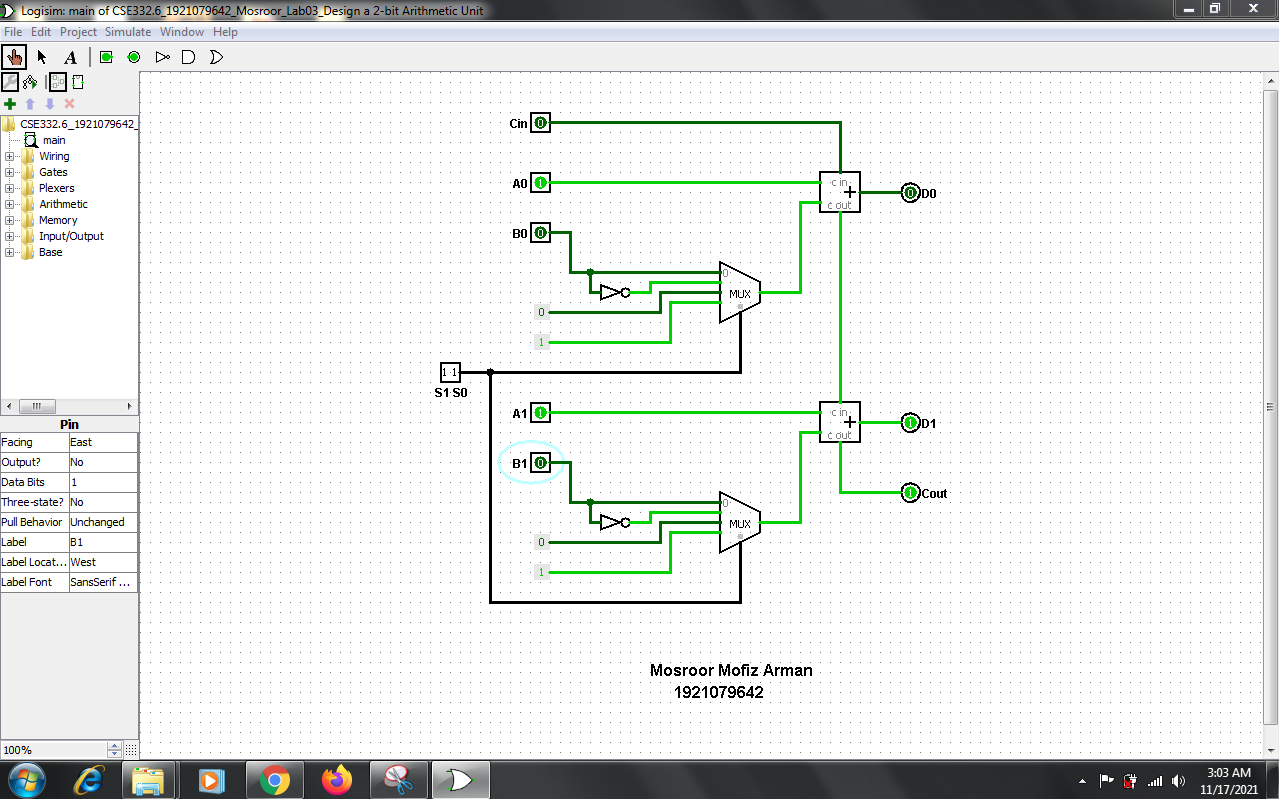 Logisim: main of CSE332.6_1921079642_Mosroor_Lab03_Design a 2-bit Arithmetic Unit
File Edit Project Simulate Window Help
A
CSE332.6_1921079642_
main
Wiring
Gates
Plexers
Arithmetic
Memory
Input/Output
Base
Pin
Facing East
Output? No
Data Bits 1
Three-state? No
Pull Behavior Unchanged
Label B1
Label Locat... West
Label Font SansSerif ...
100%
Cin 0
A0 1
c in
+
c out
0 D0
B0 0
0
MUX
0
1
1 1
S1 S0
A1 1
c in
+
c out
1 D1
B1 0
1 Cout
0
MUX
0
1
Mosroor Mofiz Arman
1921079642
3:03 AM
11/17/2021